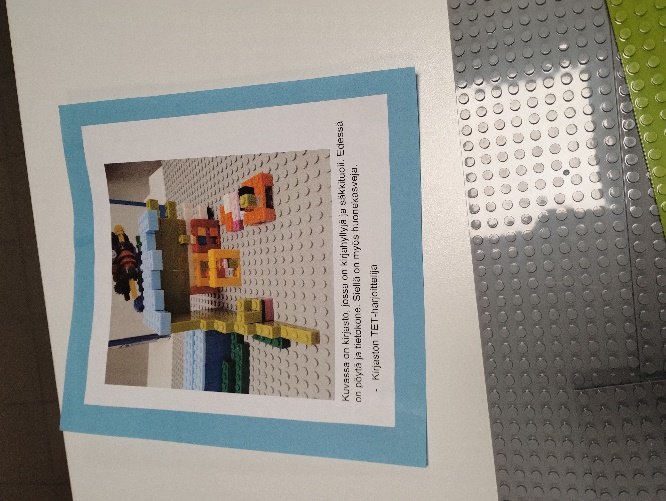 Kuvassa on kirjasto, jossa on kirjahyllyjä ja säkkituoli. Edessä
on pöytä ja tietokone. Siellä on myös huonekasveja.
- Kirjaston TET-harjoittelija